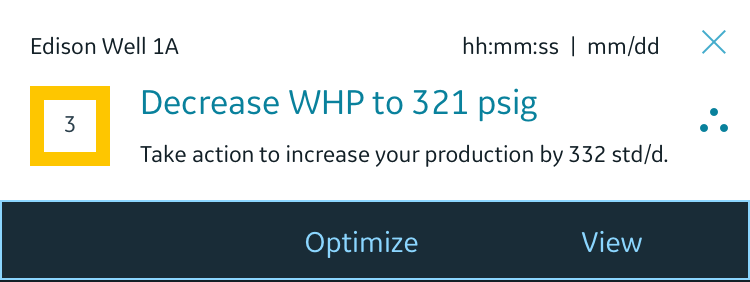 Edison Well 1A hh:mm:ss | mm/dd
3
Decrease WHP to 321 psig
Take action to increase your production by 332 std/d.
Optimize View